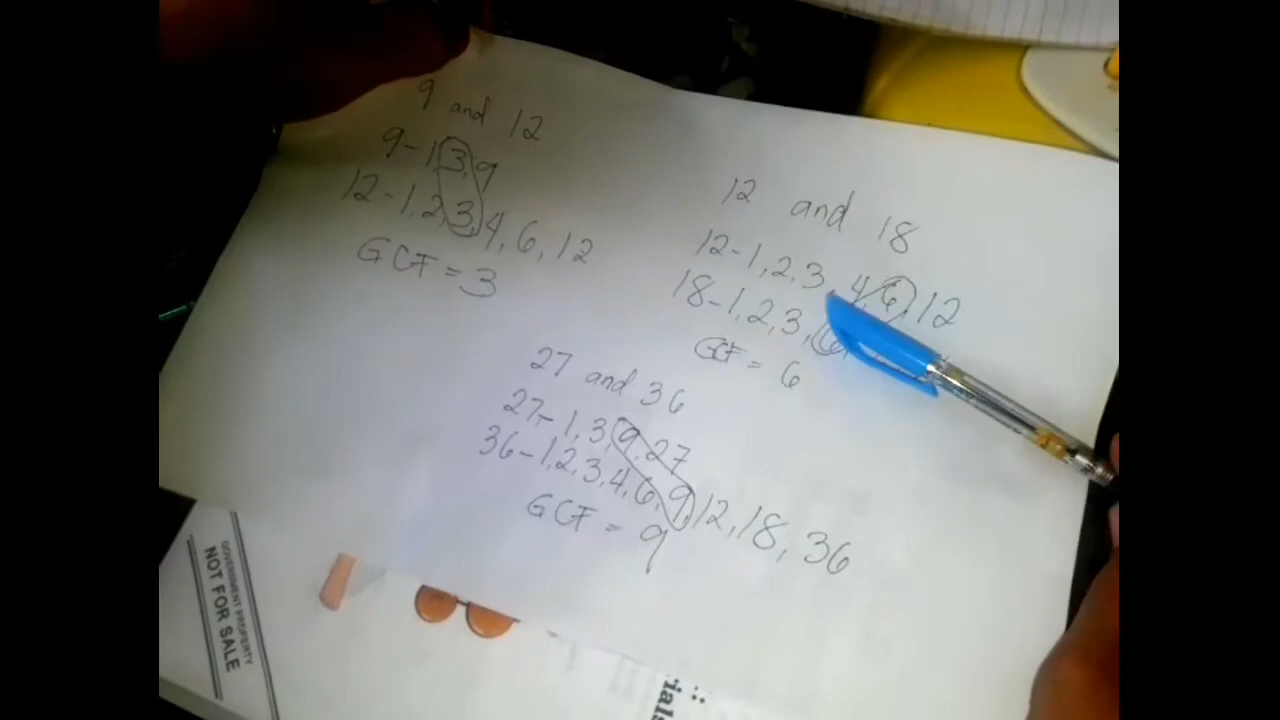 9 and 12
9-1,3,9
12-1,2,3,4,6,12
GCF=3
12 and 18
12-1,2,3,4,6,12
18-1,2,3,6
GCF=6
27 and 36
27-1,3,9,27
36-1,2,3,4,6,9,12,18,36
GCF=9
GOVERNMENT PROPERTY
NOT FOR SALE